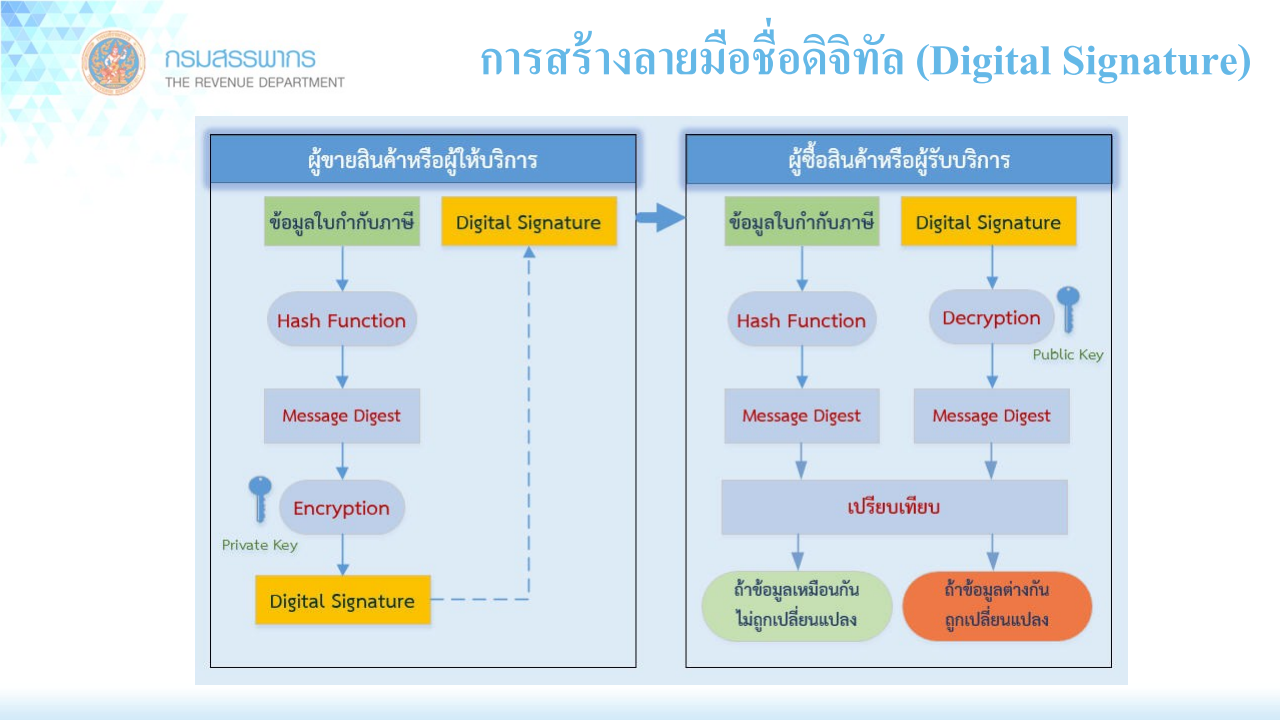 กรมสรรพากร
THE REVENUE DEPARTMENT
การสร้างลายมือชื่อดิจิทัล (Digital Signature)
ผู้ขายสินค้าหรือผู้ให้บริการ
ข้อมูลใบกำกับภาษี
Digital Signature
Hash Function
Message Digest
Encryption
Private Key
Digital Signature
ผู้ซื้อสินค้าหรือผู้รับบริการ
ข้อมูลใบกำกับภาษี
Digital Signature
Hash Function
Decryption
Public Key
Message Digest
Message Digest
เปรียบเทียบ
ถ้าข้อมูลเหมือนกัน
ไม่ถูกเปลี่ยนแปลง
ถ้าข้อมูลต่างกัน
ถูกเปลี่ยนแปลง